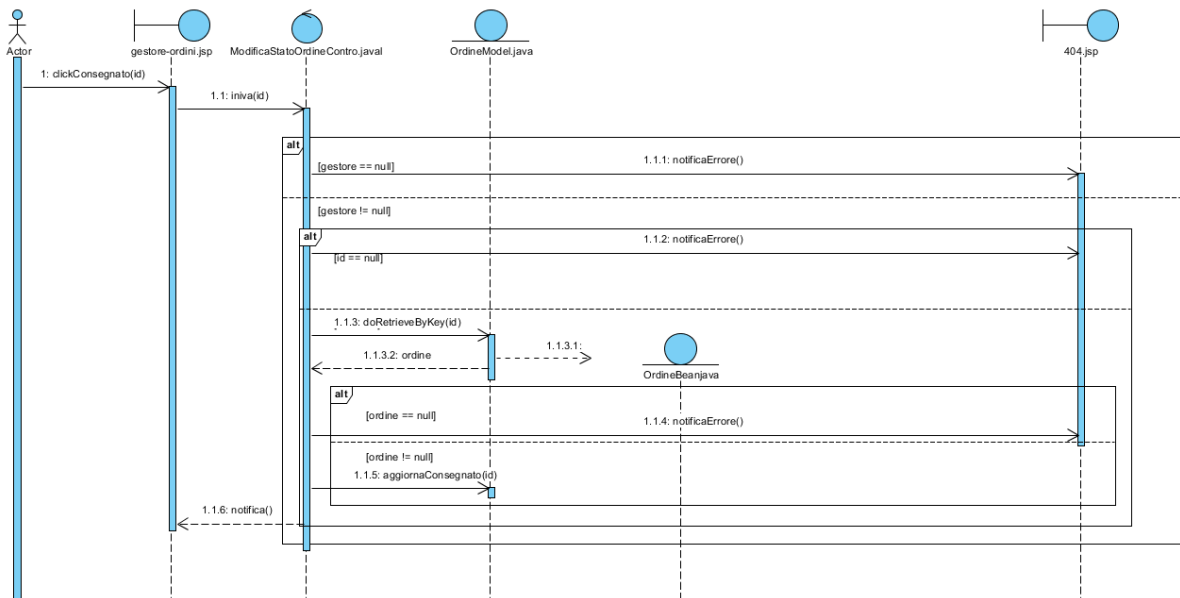 Actor
gestore-ordini.jsp
ModificaStatoOrdineContro.javal
OrdineModel.java
404.jsp
1: clickConsegnato(id)
1.1: iniva(id)
alt
1.1.1: notificaErrore()
[gestore == null]
[gestore != null]
alt
1.1.2: notificaErrore()
[id == null]
1.1.3: doRetrieveByKey(id)
1.1.3.1:
1.1.3.2: ordine
OrdineBeanjava
alt
[ordine == null]
1.1.4: notificaErrore()
[ordine != null]
1.1.5: aggiornaConsegnato(id)
1.1.6: notifica()